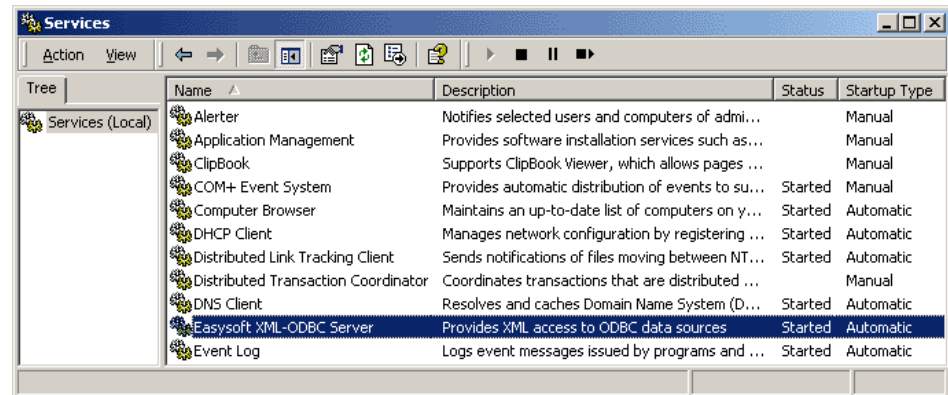 Services
Action View
Tree
Name Description Status Startup Type
Services (Local)
Alerter Notifies selected users and computers of admi... Manual
Application Management Provides software installation services such as... Manual
ClipBook Supports ClipBook Viewer, which allows pages ... Manual
COM+ Event System Provides automatic distribution of events to su... Started Manual
Computer Browser Maintains an up-to-date list of computers on y... Started Automatic
DHCP Client Manages network configuration by registering ... Started Automatic
Distributed Link Tracking Client Sends notifications of files moving between NT... Started Automatic
Distributed Transaction Coordinator Coordinates transactions that are distributed ... Manual
DNS Client Resolves and caches Domain Name System (D... Started Automatic
Easysoft XML-ODBC Server Provides XML access to ODBC data sources Started Automatic
Event Log Logs event messages issued by programs and ... Started Automatic